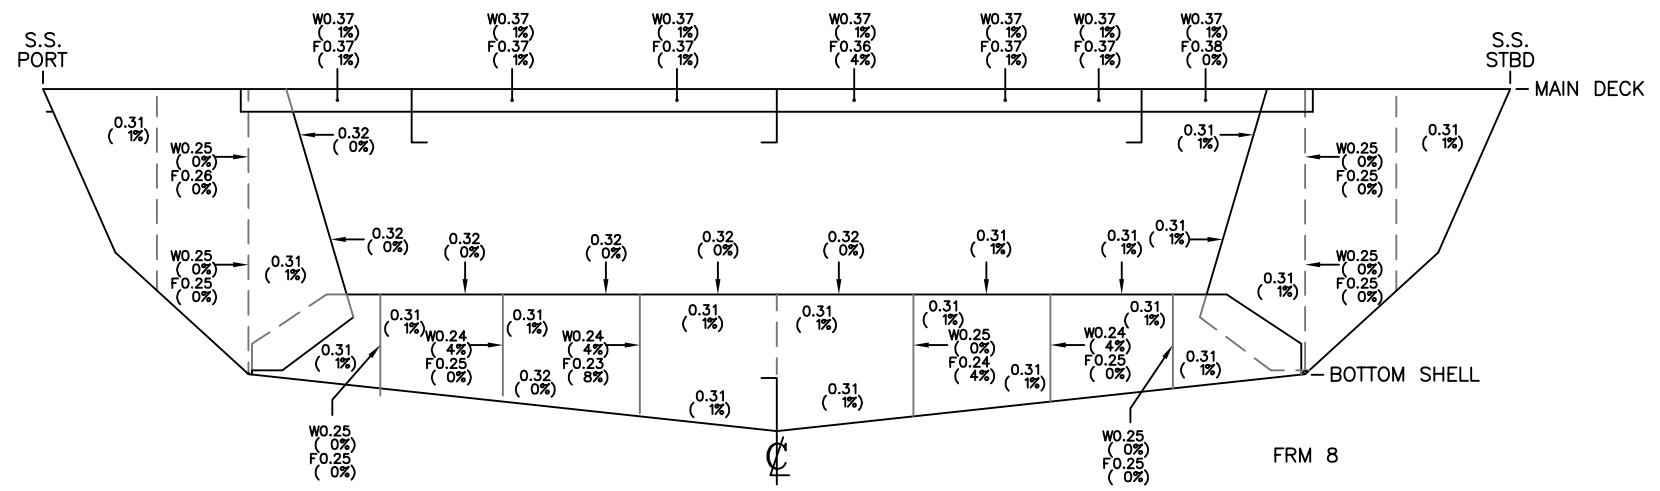 W0.37
( 1%)
F0.37
( 1%)
W0.37
( 1%)
F0.37
( 1%)
W0.37
( 1%)
F0.37
( 1%)
W0.37
( 1%)
F0.36
( 4%)
W0.37
( 1%)
F0.37
( 1%)
W0.37
( 1%)
F0.37
( 1%)
W0.37
( 1%)
F0.38
( 0%)
S.S.
PORT
S.S.
STBD
MAIN DECK
0.31
( 1%)
0.32
( 0%)
0.31
( 1%)
0.31
( 1%)
W0.25
( 0%)
F0.26
( 0%)
W0.25
( 0%)
F0.25
( 0%)
0.32
( 0%)
0.32
( 0%)
0.32
( 0%)
0.32
( 0%)
0.32
( 0%)
0.31
( 1%)
0.31
( 1%)
0.31
( 1%)
W0.25
( 0%)
F0.25
( 0%)
0.31
( 1%)
0.31
( 1%)
W0.25
( 0%)
F0.25
( 0%)
0.31
( 1%)
0.31
( 1%)
0.31
( 1%)
0.31
( 1%)
0.31
( 1%)
0.31
( 1%)
W0.24
( 4%)
F0.25
( 0%)
W0.24
( 4%)
F0.23
( 8%)
W0.25
( 0%)
F0.24
( 4%)
W0.24
( 4%)
F0.25
( 0%)
0.31
( 1%)
0.32
( 0%)
0.31
( 1%)
0.31
( 1%)
0.31
( 1%)
0.31
( 1%)
BOTTOM SHELL
W0.25
( 0%)
F0.25
( 0%)
W0.25
( 0%)
F0.25
( 0%)
℄
FRM 8